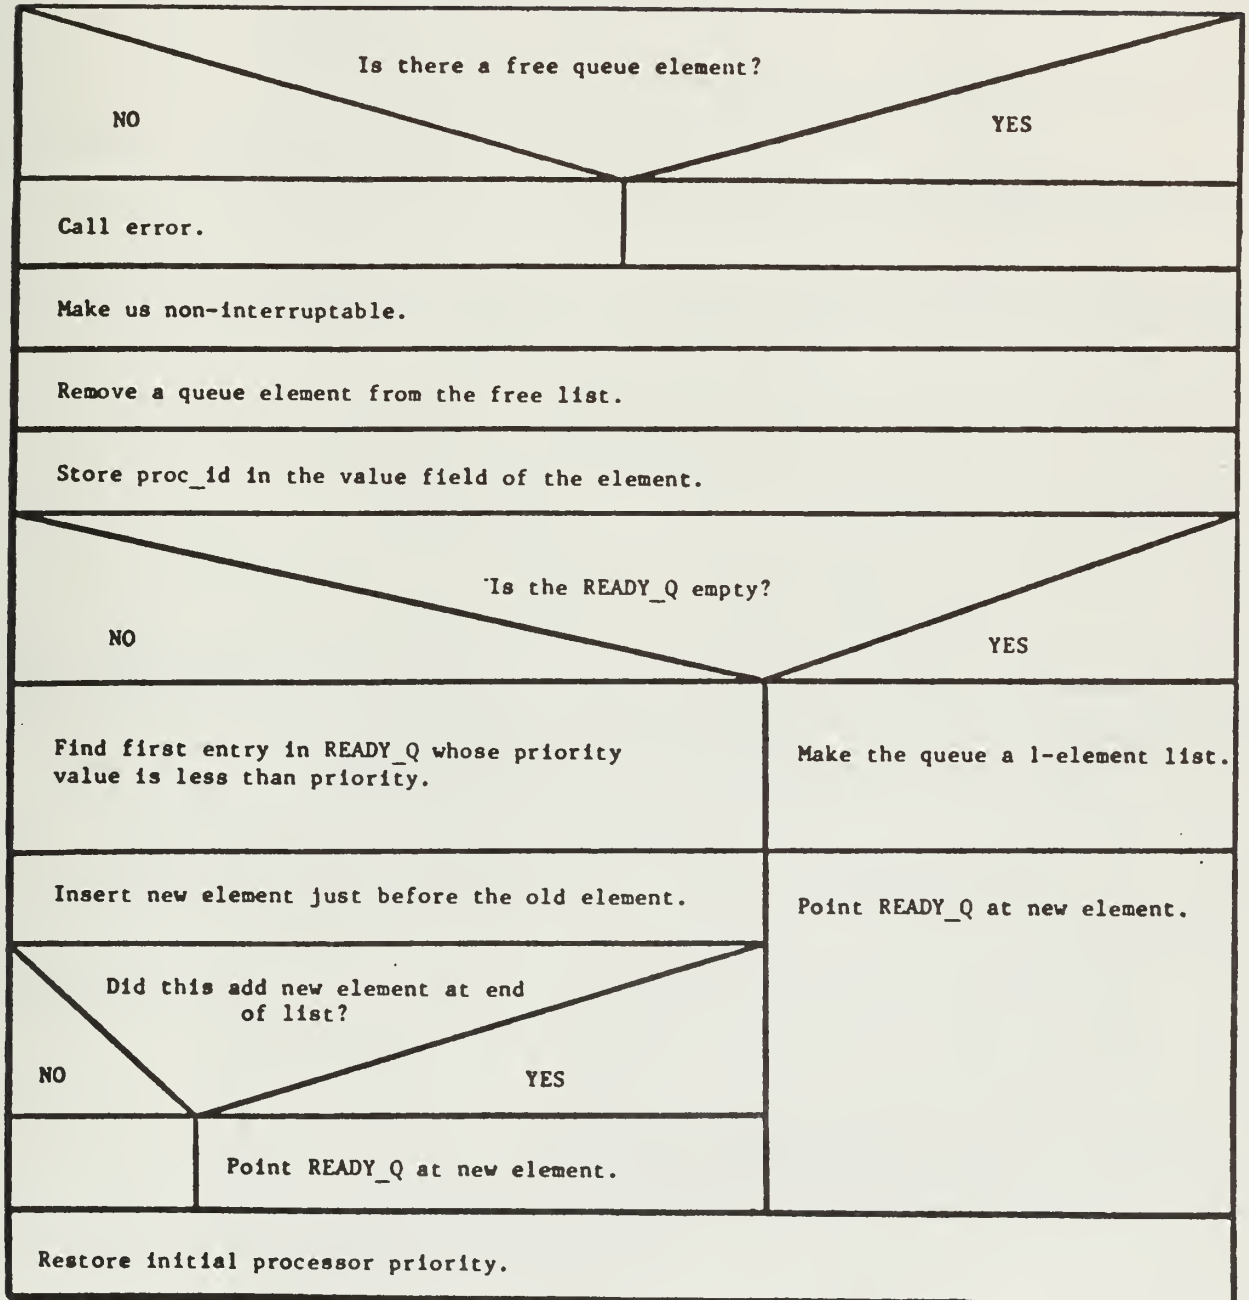 Is there a free queue element?
NO
YES
Call error.
Make us non-interruptable.
Remove a queue element from the free list.
Store proc_id in the value field of the element.
Is the READY_Q empty?
NO
YES
Find first entry in READY_Q whose priority
value is less than priority.
Make the queue a 1-element list.
Insert new element just before the old element.
Point READY_Q at new element.
Did this add new element at end
of list?
NO
YES
Point READY_Q at new element.
Restore initial processor priority.